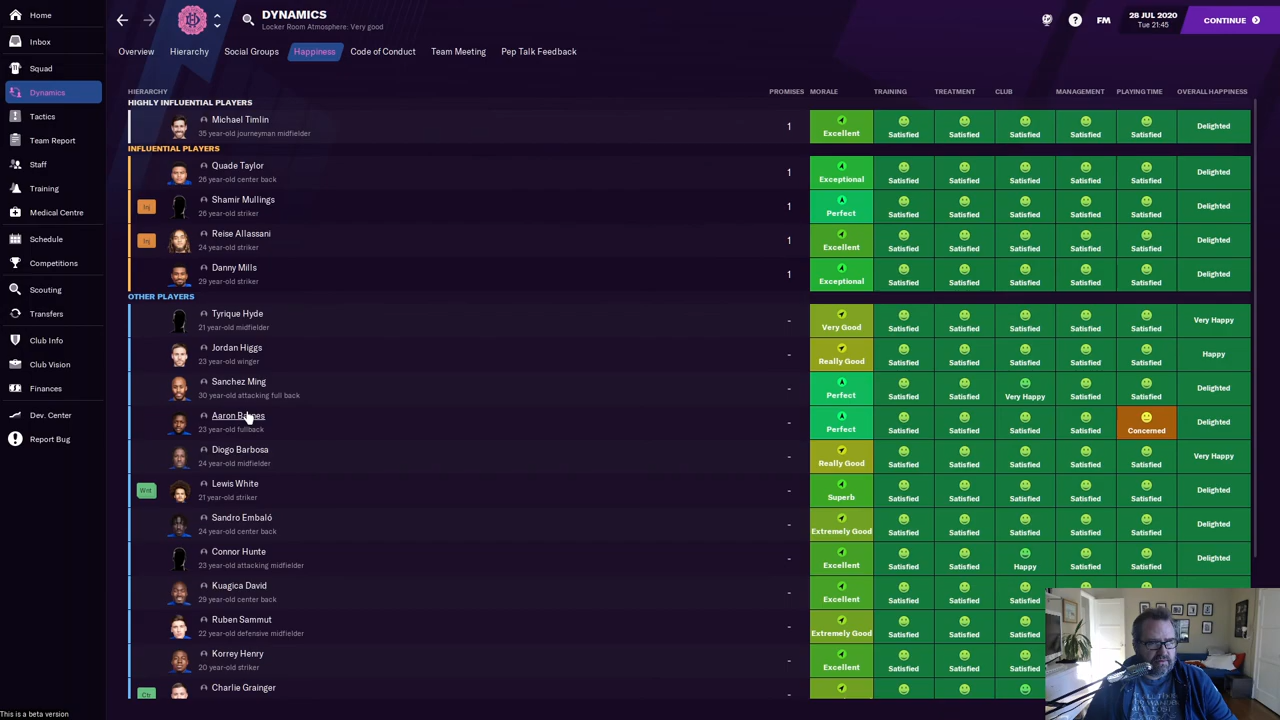 Home
DYNAMICS
Locker Room Atmosphere: Very good
FM
28 JUL 2020
Tue 21:45
CONTINUE
Inbox
Squad
Dynamics
Tactics
Team Report
Staff
Training
Medical Centre
Schedule
Competitions
Scouting
Transfers
Club Info
Club Vision
Finances
Dev. Center
Report Bug
This is a beta version
Overview Hierarchy Social Groups Happiness Code of Conduct Team Meeting Pep Talk Feedback
HIERARCHY PROMISES MORALE TRAINING TREATMENT CLUB MANAGEMENT PLAYING TIME OVERALL HAPPINESS
HIGHLY INFLUENTIAL PLAYERS
Michael Timlin
35 year-old journeyman midfielder
1 Excellent Satisfied Satisfied Satisfied Satisfied Satisfied Delighted
INFLUENTIAL PLAYERS
Quade Taylor
26 year-old center back
1 Exceptional Satisfied Satisfied Satisfied Satisfied Satisfied Delighted
Shamir Mullings
26 year-old striker
1 Perfect Satisfied Satisfied Satisfied Satisfied Satisfied Delighted
Inj
Reise Allassani
24 year-old striker
1 Excellent Satisfied Satisfied Satisfied Satisfied Satisfied Delighted
Inj
Danny Mills
29 year-old striker
1 Exceptional Satisfied Satisfied Satisfied Satisfied Satisfied Delighted
OTHER PLAYERS
Tyrique Hyde
21 year-old midfielder
- Very Good Satisfied Satisfied Satisfied Satisfied Satisfied Very Happy
Jordan Higgs
23 year-old winger
- Really Good Satisfied Satisfied Satisfied Satisfied Satisfied Happy
Sanchez Ming
30 year-old attacking full back
- Perfect Satisfied Satisfied Very Happy Satisfied Satisfied Delighted
Aaron
23 year-old fullback
- Perfect Satisfied Satisfied Satisfied Satisfied Concerned Delighted
Diogo Barbosa
24 year-old midfielder
- Really Good Satisfied Satisfied Satisfied Satisfied Satisfied Very Happy
Wnt
Lewis White
21 year-old striker
- Superb Satisfied Satisfied Satisfied Satisfied Satisfied Delighted
Sandro Embaló
24 year-old center back
- Extremely Good Satisfied Satisfied Satisfied Satisfied Satisfied Delighted
Connor Hunte
23 year-old attacking midfielder
- Excellent Satisfied Satisfied Happy Satisfied Satisfied Delighted
Kuagica David
29 year-old center back
- Excellent Satisfied Satisfied Satisfied
Ruben Sammut
22 year-old defensive midfielder
- Extremely Good Satisfied Satisfied Satisfied
Korrey Henry
20 year-old striker
- Excellent Satisfied Satisfied Satisfied
Ctr
Charlie Grainger
-